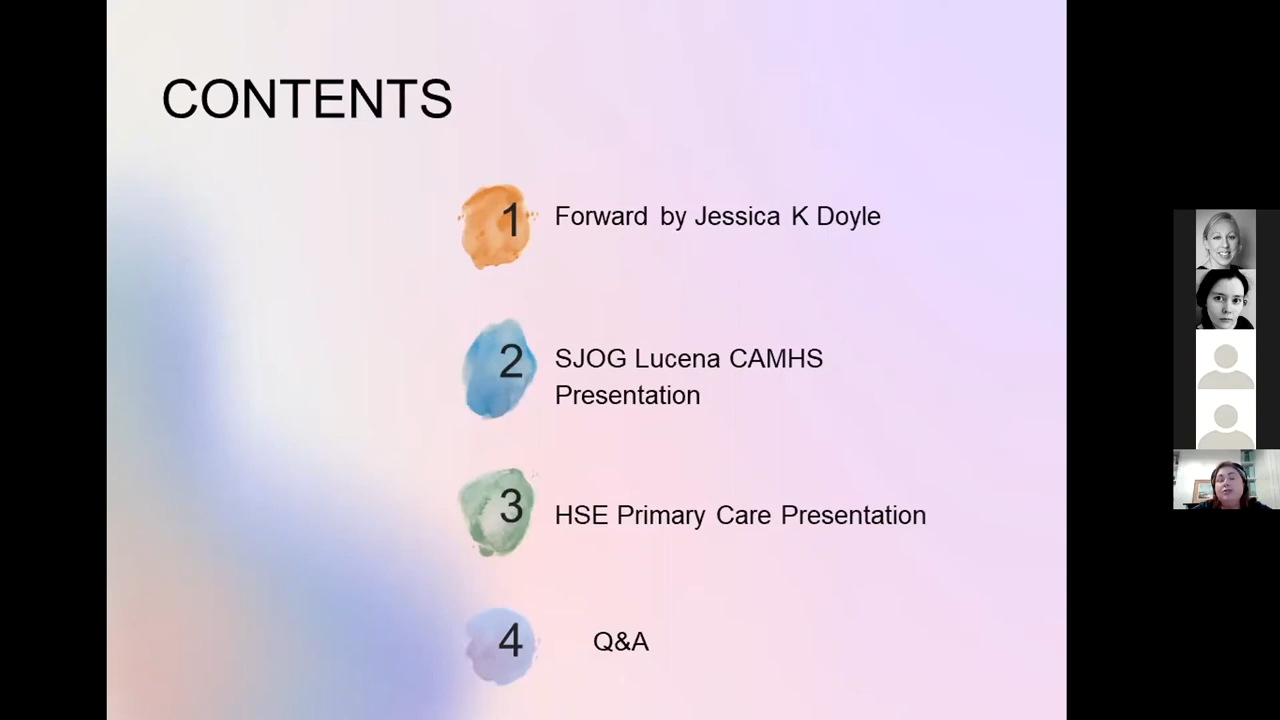 CONTENTS
1
Forward by Jessica K Doyle
2
SJOG Lucena CAMHS
Presentation
3
HSE Primary Care Presentation
4
Q&A